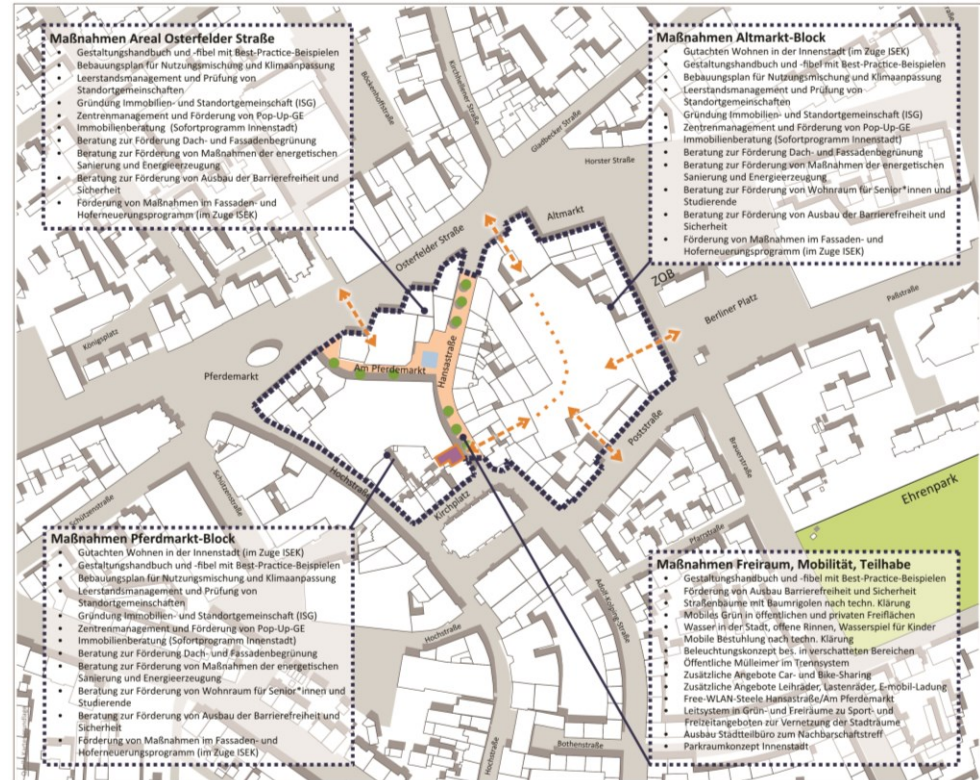 Maßnahmen Areal Osterfelder Straße
• Gestaltungshandbuch und -fibel mit Best-Practice-Beispielen
• Bebauungsplan für Nutzungsmischung und Klimaanpassung
• Leerstandsmanagement und Prüfung von
Standortgemeinschaften
• Gründung Immobilien- und Standortgemeinschaft (ISG)
• Zentrenmanagement und Förderung von Pop-Up-GE
• Immobilienberatung (Sofortprogramm Innenstadt)
• Beratung zur Förderung Dach- und Fassadenbegrünung
• Beratung zur Förderung von Maßnahmen der energetischen
Sanierung und Energieerzeugung
• Beratung zur Förderung von Ausbau der Barrierefreiheit und
Sicherheit
• Förderung von Maßnahmen im Fassaden- und
Hoferneuerungsprogramm (im Zuge ISEK)
Maßnahmen Altmarkt-Block
• Gutachten Wohnen in der Innenstadt (im Zuge ISEK)
• Gestaltungshandbuch und -fibel mit Best-Practice-Beispielen
• Bebauungsplan für Nutzungsmischung und Klimaanpassung
• Leerstandsmanagement und Prüfung von
Standortgemeinschaften
• Gründung Immobilien- und Standortgemeinschaft (ISG)
• Zentrenmanagement und Förderung von Pop-Up-GE
• Immobilienberatung (Sofortprogramm Innenstadt)
• Beratung zur Förderung Dach- und Fassadenbegrünung
• Beratung zur Förderung von Maßnahmen der energetischen
Sanierung und Energieerzeugung
• Beratung zur Förderung von Wohnraum für Senior*innen und
Studierende
• Beratung zur Förderung von Ausbau der Barrierefreiheit und
Sicherheit
• Förderung von Maßnahmen im Fassaden- und
Hoferneuerungsprogramm (im Zuge ISEK)
Böckenhoffstraße
Kirchhellener Straße
Gladbecker Straße
Horster Straße
Altmarkt
Osterfelder Straße
ZOB
Berliner Platz
Paßstraße
Königsplatz
Pferdemarkt
Am Pferdemarkt
Hansastraße
Poststraße
Brauerstraße
Ehrenpark
Hochstraße
Schützenstraße
Schützenstraße
Kirchplatz
Pfarrstraße
Adolf-Kolping-Straße
Hochstraße
Hochstraße
Bothenstraße
Maßnahmen Pferdmarkt-Block
• Gutachten Wohnen in der Innenstadt (im Zuge ISEK)
• Gestaltungshandbuch und -fibel mit Best-Practice-Beispielen
• Bebauungsplan für Nutzungsmischung und Klimaanpassung
• Leerstandsmanagement und Prüfung von
Standortgemeinschaften
• Gründung Immobilien- und Standortgemeinschaft (ISG)
• Zentrenmanagement und Förderung von Pop-Up-GE
• Immobilienberatung (Sofortprogramm Innenstadt)
• Beratung zur Förderung Dach- und Fassadenbegrünung
• Beratung zur Förderung von Maßnahmen der energetischen
Sanierung und Energieerzeugung
• Beratung zur Förderung von Wohnraum für Senior*innen und
Studierende
• Beratung zur Förderung von Ausbau der Barrierefreiheit und
Sicherheit
• Förderung von Maßnahmen im Fassaden- und
Hoferneuerungsprogramm (im Zuge ISEK)
Maßnahmen Freiraum, Mobilität, Teilhabe
• Gestaltungshandbuch und -fibel mit Best-Practice-Beispielen
• Förderung von Ausbau Barrierefreiheit und Sicherheit
• Straßenbäume mit Baumrigolen nach techn. Klärung
• Mobiles Grün in öffentlichen und privaten Freiflächen
• Wasser in der Stadt, offene Rinnen, Wasserspiel für Kinder
• Mobile Bestuhlung nach techn. Klärung
• Beleuchtungskonzept bes. in verschatteten Bereichen
• Öffentliche Mülleimer im Trennsystem
• Zusätzliche Angebote Car- und Bike-Sharing
• Zusätzliche Angebote Leihräder, Lastenräder, E-mobil-Ladung
• Free-WLAN-Steele Hansastraße/Am Pferdemarkt
• Leitsystem in Grün- und Freiräume zu Sport- und
Freizeitangeboten zur Vernetzung der Stadträume
• Ausbau Stadtteilbüro zum Nachbarschaftstreff
• Parkraumkonzept Innenstadt